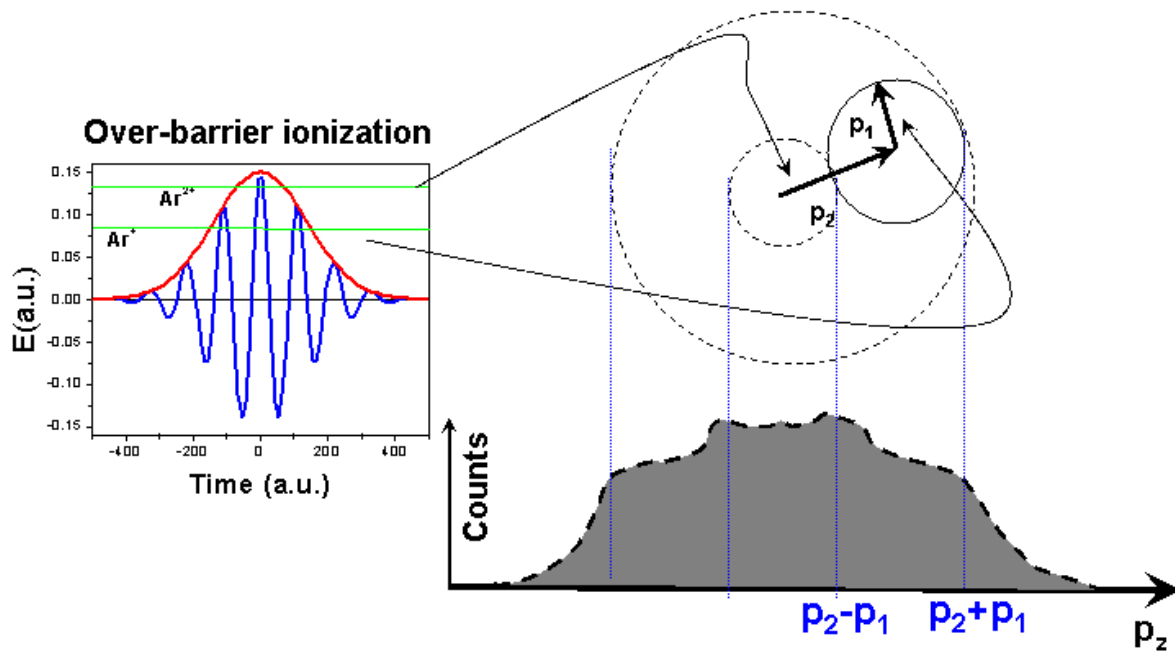 Over-barrier ionization
E(a.u.)
0.15
0.10
0.05
0.00
-0.05
-0.10
-0.15
Ar²⁺
Ar⁺
-400 -200 0 200 400
Time (a.u.)
p₁
p₂
Counts
p₂-p₁ p₂+p₁
p_z